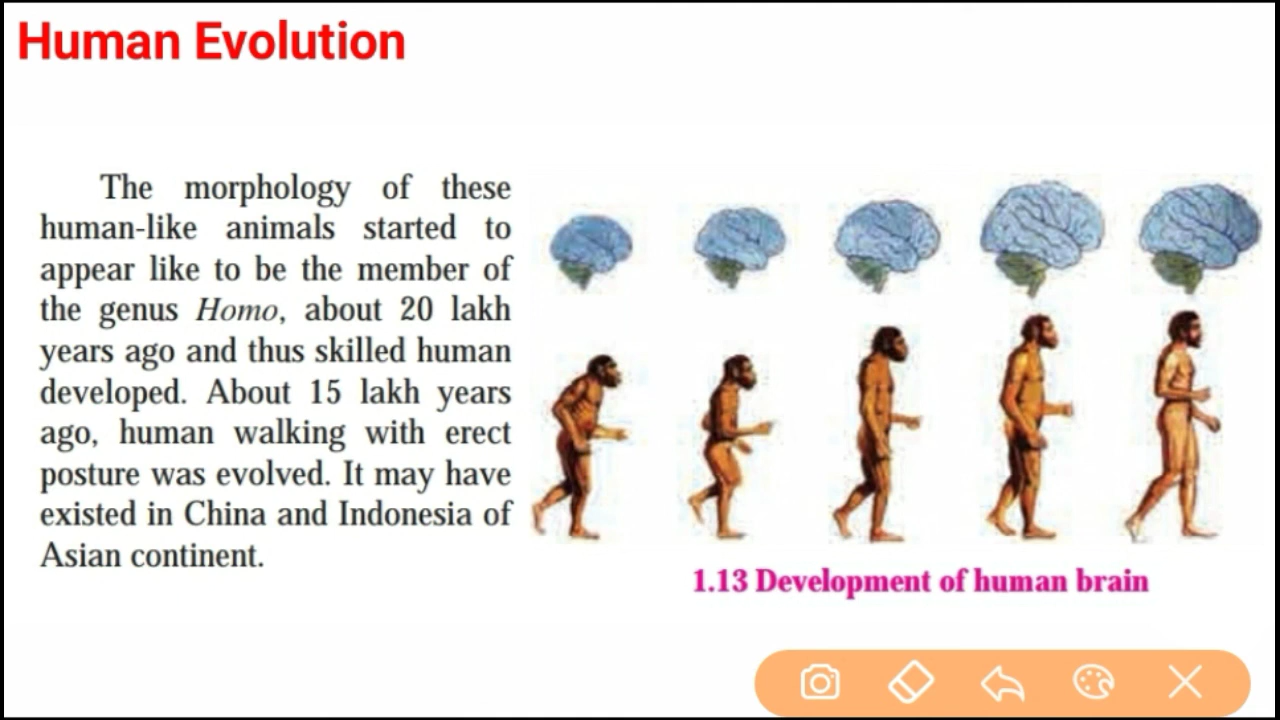 Human Evolution
The morphology of these
human-like animals started to
appear like to be the member of
the genus Homo, about 20 lakh
years ago and thus skilled human
developed. About 15 lakh years
ago, human walking with erect
posture was evolved. It may have
existed in China and Indonesia of
Asian continent.
1.13 Development of human brain